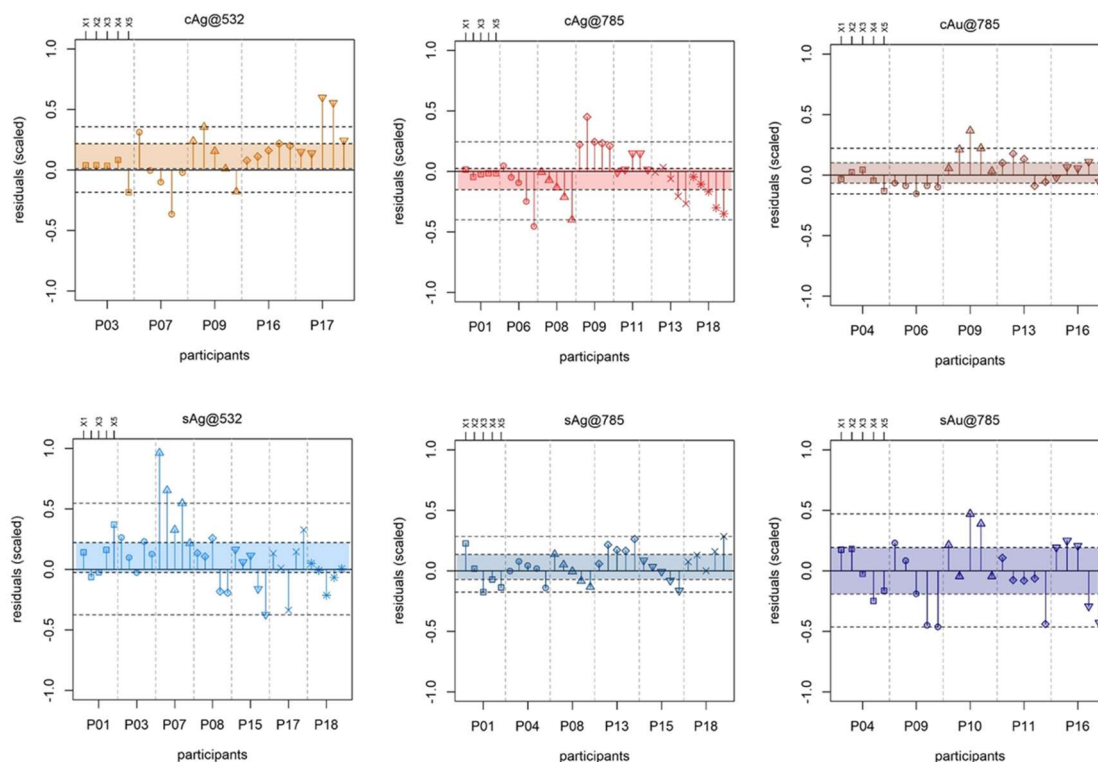 cAg@532
X1 X2 X3 X4 X5
residuals (scaled)
1.0
0.5
0.0
-0.5
-1.0
P03 P07 P09 P16 P17
participants
cAg@785
X1 X3 X5
residuals (scaled)
1.0
0.5
0.0
-0.5
-1.0
P01 P06 P08 P09 P11 P13 P18
participants
cAu@785
X1 X2 X3 X4 X5
residuals (scaled)
1.0
0.5
0.0
-0.5
-1.0
P04 P06 P09 P13 P16
participants
sAg@532
X1 X3 X5
residuals (scaled)
1.0
0.5
0.0
-0.5
-1.0
P01 P03 P07 P08 P15 P17 P18
participants
sAg@785
X1 X2 X3 X4 X5
residuals (scaled)
1.0
0.5
0.0
-0.5
-1.0
P01 P04 P08 P13 P15 P18
participants
sAu@785
X1 X2 X3 X4 X5
residuals (scaled)
1.0
0.5
0.0
-0.5
-1.0
P04 P09 P10 P11 P16
participants